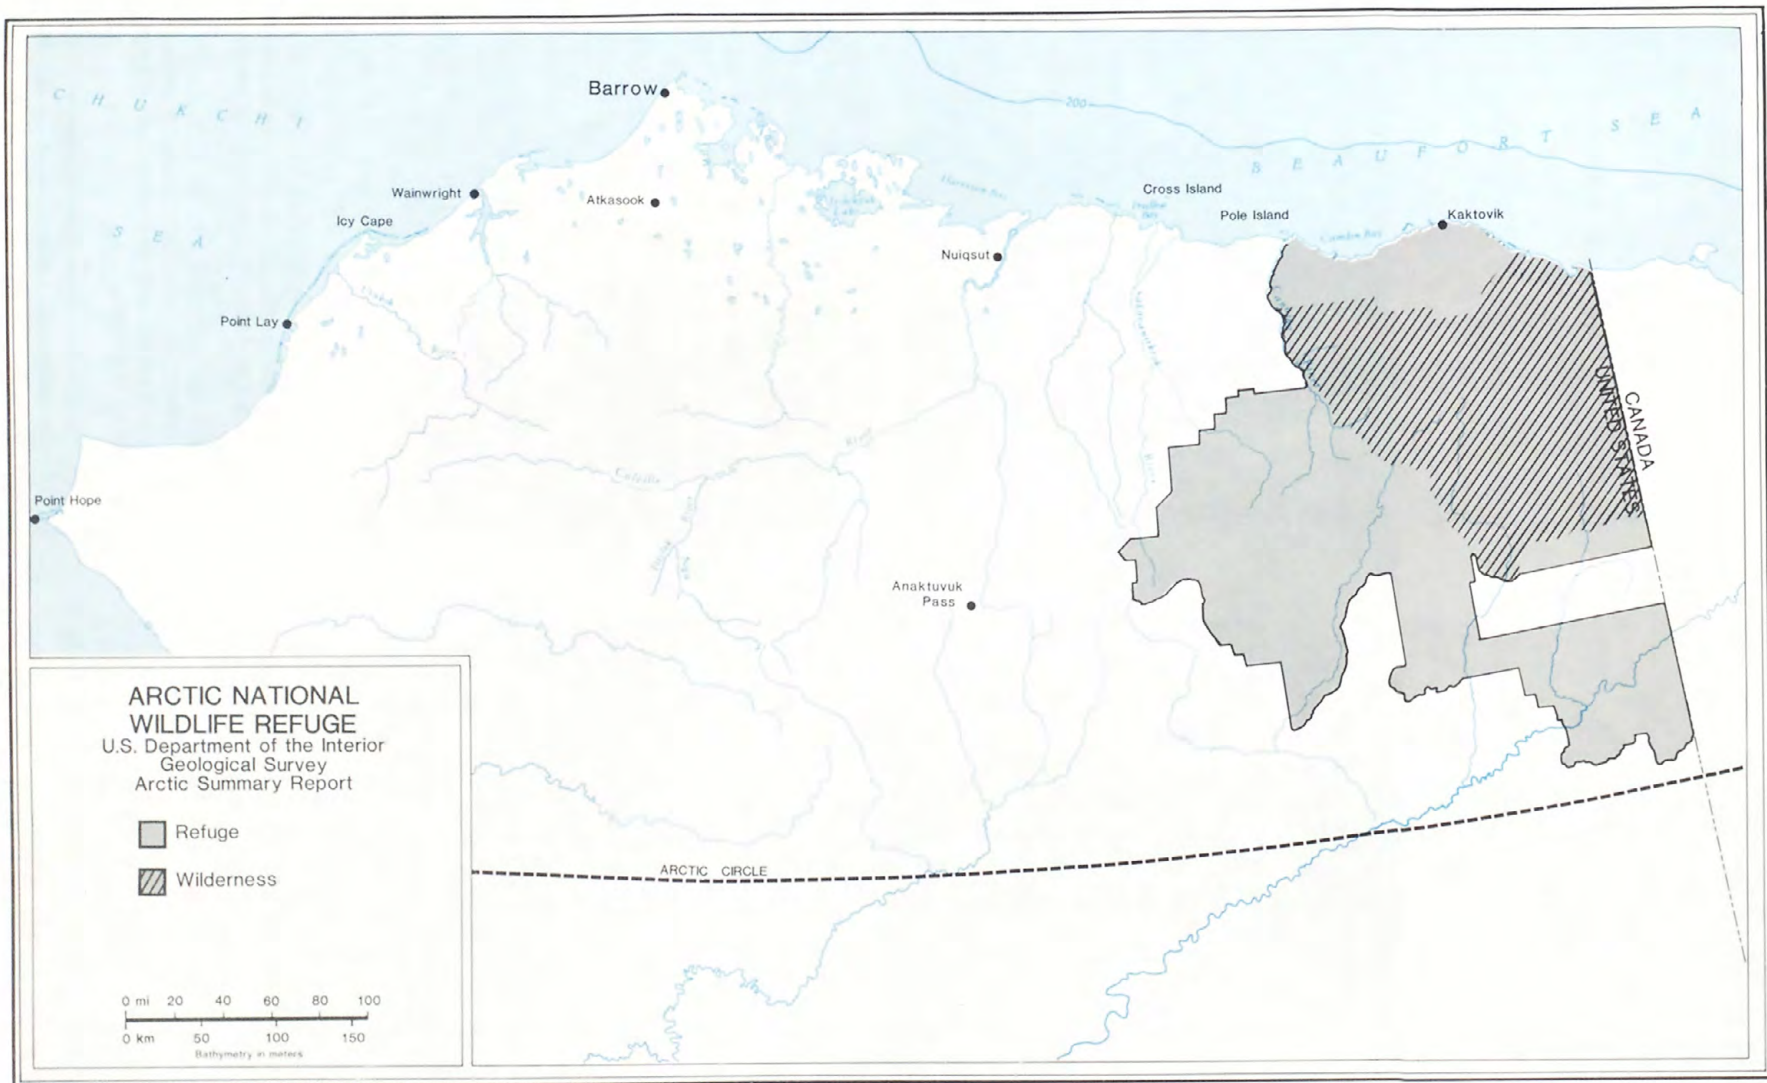 CHUKCHI
SEA
BEAUFORT SEA
200
Barrow
Wainwright
Atkasook
Icy Cape
Cross Island
Pole Island
Kaktovik
Nuiqsut
Point Lay
Point Hope
Colville
River
Anaktuvuk
Pass
CANADA
UNITED STATES
ARCTIC CIRCLE
ARCTIC NATIONAL
WILDLIFE REFUGE
U.S. Department of the Interior
Geological Survey
Arctic Summary Report
Refuge
Wilderness
0 mi 20 40 60 80 100
0 km 50 100 150
Bathymetry in meters